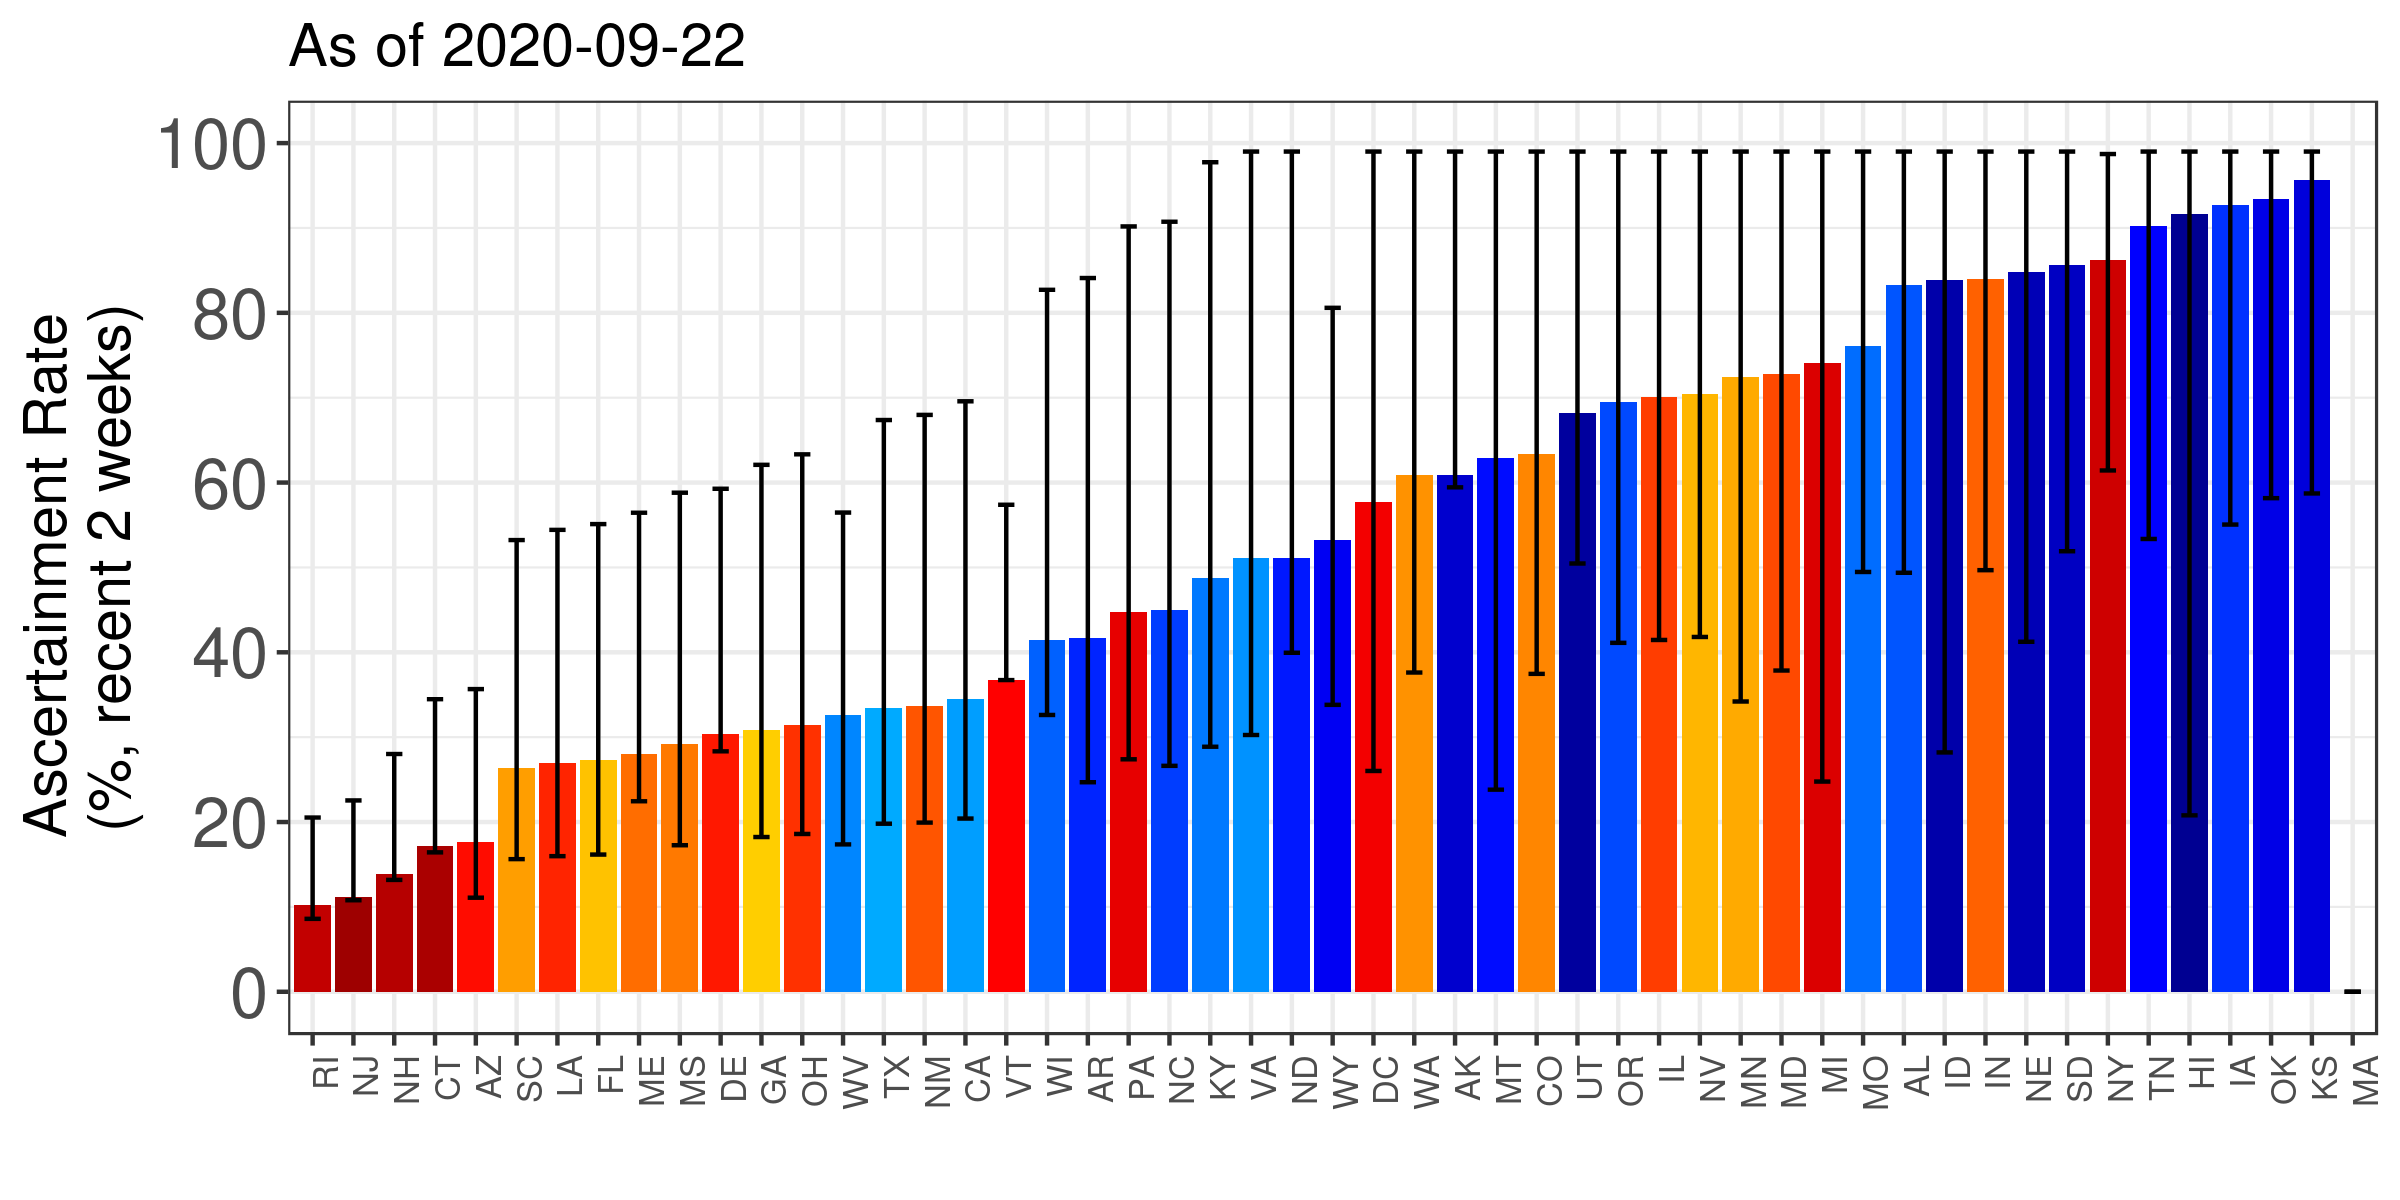 As of 2020-09-22
Ascertainment Rate
(%, recent 2 weeks)
100
80
60
40
20
0
RI NJ NH CT AZ SC LA FL ME MS DE GA OH WV TX NM CA VT WI AR PA NC KY VA ND WY DC WA AK MT CO UT OR IL NV MN MD MI MO AL ID IN NE SD NY TN HI IA OK KS MA